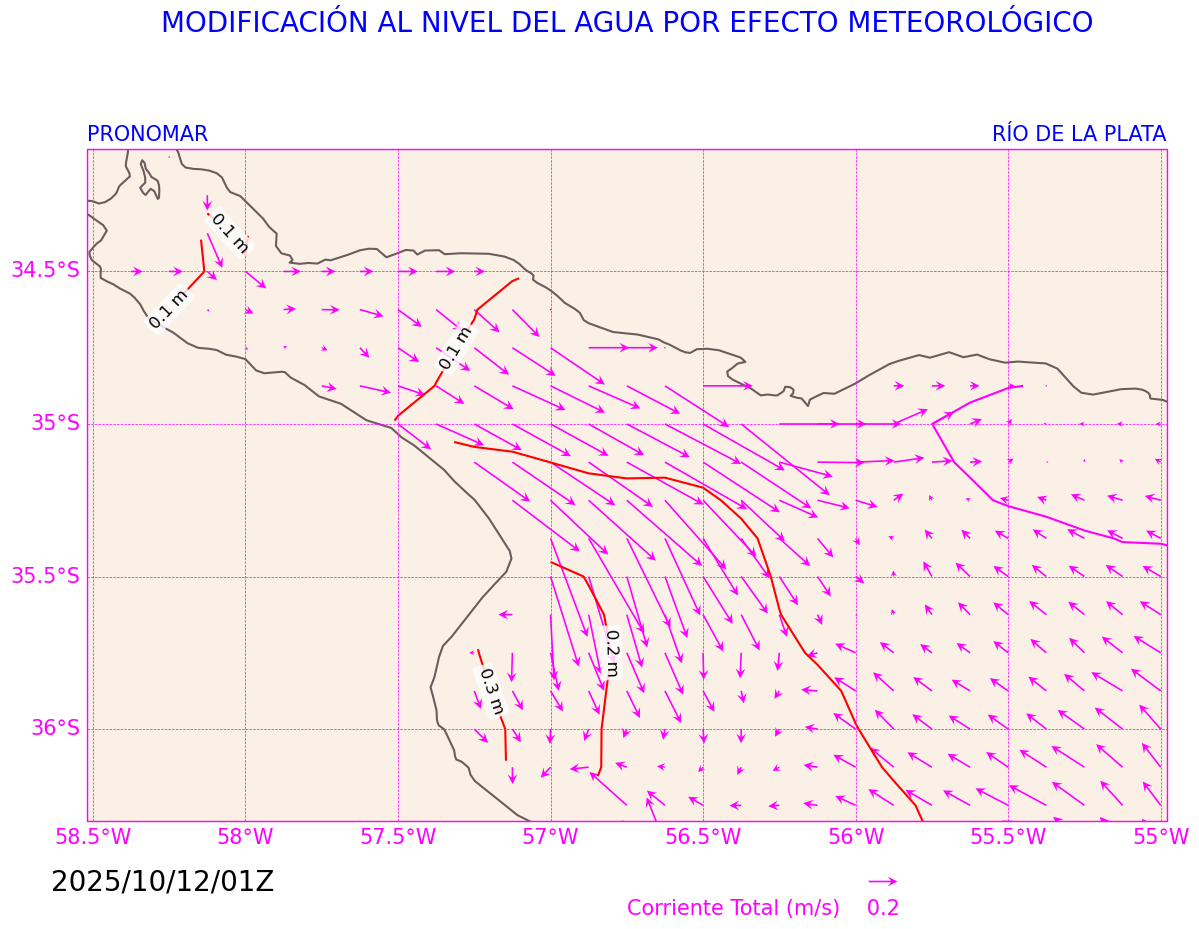 MODIFICACIÓN AL NIVEL DEL AGUA POR EFECTO METEOROLÓGICO
PRONOMAR
RÍO DE LA PLATA
0.1 m
34.5°S
0.1 m
0.1 m
35°S
35.5°S
0.2 m
0.3 m
36°S
58.5°W
58°W
57.5°W
57°W
56.5°W
56°W
55.5°W
55°W
2025/10/12/01Z
Corriente Total (m/s)
0.2